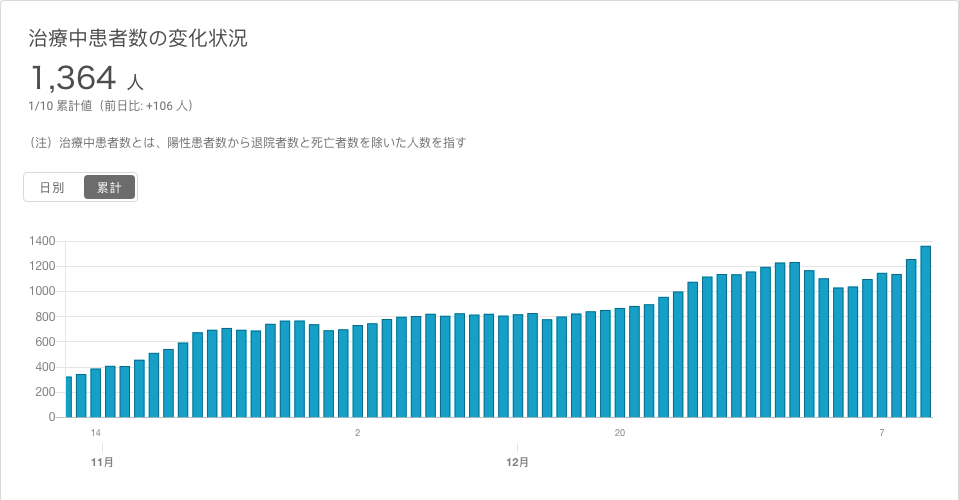 治療中患者数の変化状況
1,364 人
1/10 累計値（前日比: +106 人）
（注）治療中患者数とは、陽性患者数から退院者数と死亡者数を除いた人数を指す
日別 累計
1400
1200
1000
800
600
400
200
0
14 2 20 7
11月 12月